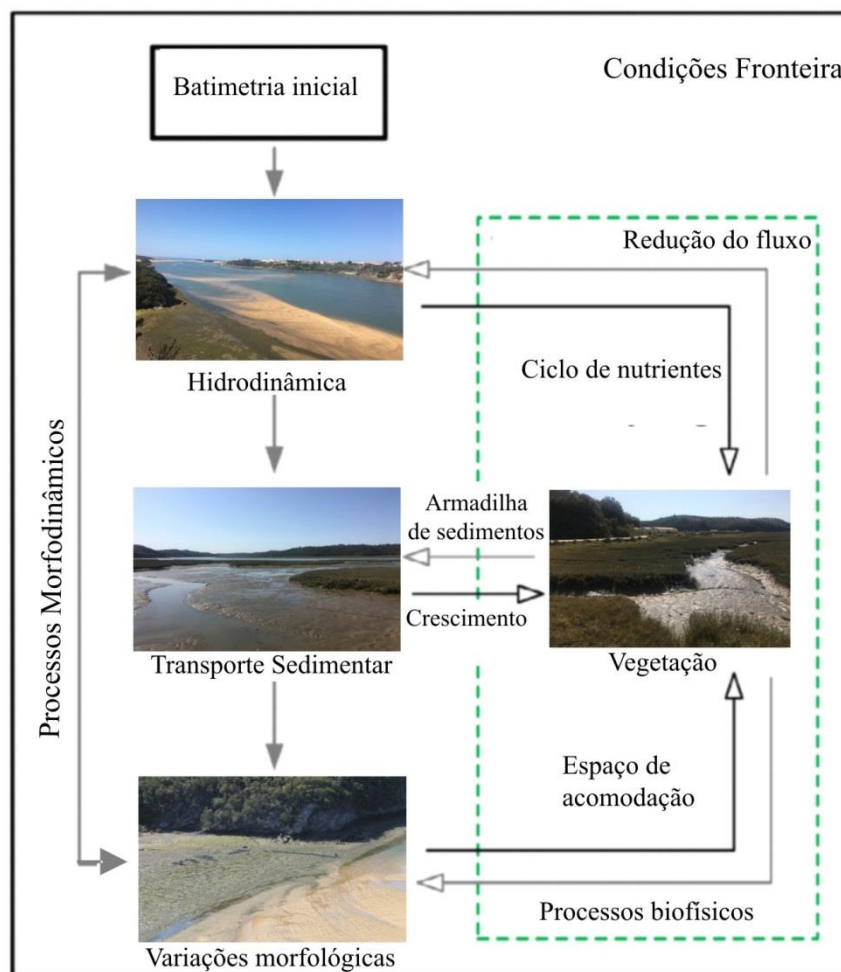 Condições Fronteira
Batimetria inicial
Redução do fluxo
Hidrodinâmica
Ciclo de nutrientes
Processos Morfodinâmicos
Armadilha
de sedimentos
Crescimento
Transporte Sedimentar
Vegetação
Espaço de
acomodação
Processos biofísicos
Variações morfológicas